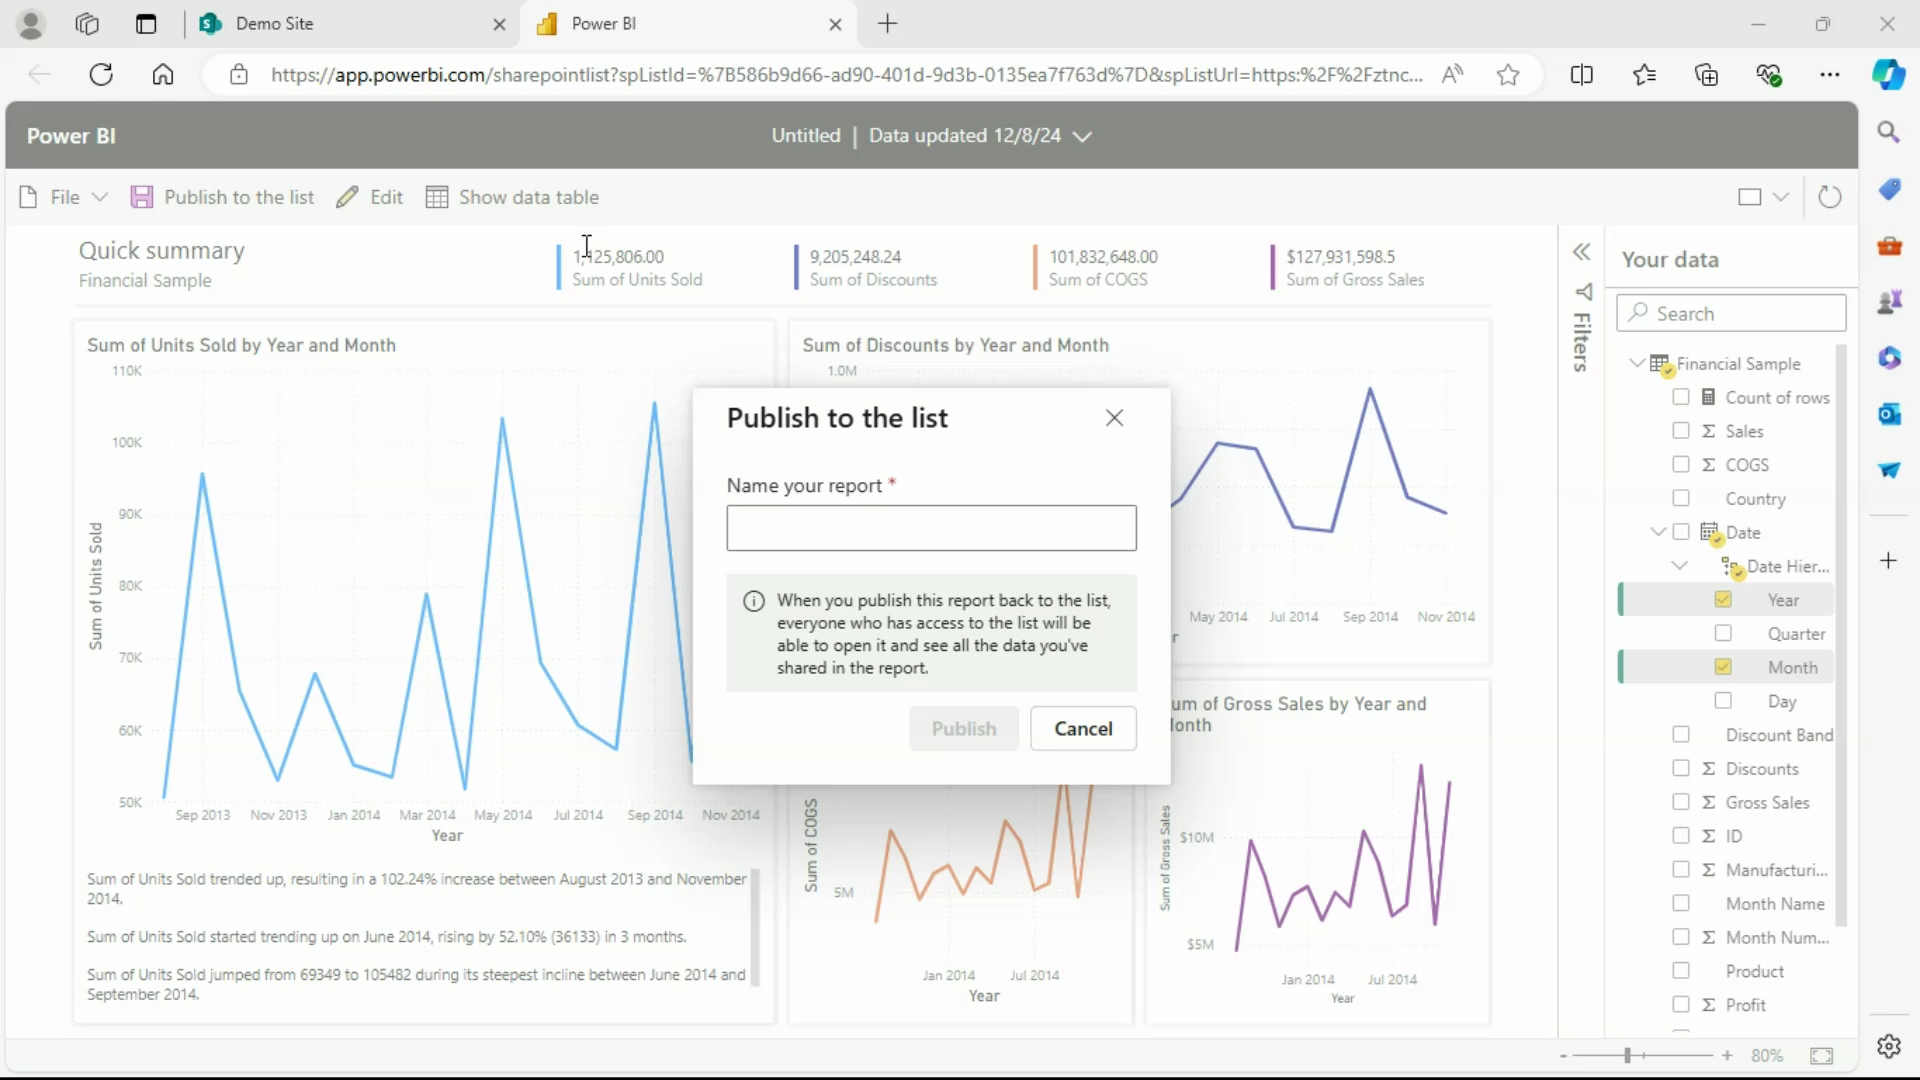 Demo Site
Power BI
https://app.powerbi.com/sharepointlist?spListId=%7B586b9d66-ad90-401d-9d3b-0135ea7f763d%7D&spListUrl=https:%2F%2Fztnc...
Power BI
Untitled | Data updated 12/8/24
File
Publish to the list
Edit
Show data table
Quick summary
Financial Sample
1,125,806.00
Sum of Units Sold
9,205,248.24
Sum of Discounts
101,832,648.00
Sum of COGS
$127,931,598.5
Sum of Gross Sales
Sum of Units Sold by Year and Month
110K
100K
90K
80K
70K
60K
50K
Sum of Units Sold
Sep 2013 Nov 2013 Jan 2014 Mar 2014 May 2014 Jul 2014 Sep 2014 Nov 2014
Year
Sum of Units Sold trended up, resulting in a 102.24% increase between August 2013 and November
2014.
Sum of Units Sold started trending up on June 2014, rising by 52.10% (36133) in 3 months.
Sum of Units Sold jumped from 69349 to 105482 during its steepest incline between June 2014 and
September 2014.
Sum of Discounts by Year and Month
1.0M
May 2014 Jul 2014 Sep 2014 Nov 2014
r
Publish to the list
Name your report *
When you publish this report back to the list,
everyone who has access to the list will be
able to open it and see all the data you've
shared in the report.
Publish
Cancel
Sum of COGS
5M
Jan 2014 Jul 2014
Year
um of Gross Sales by Year and
lonth
Sum of Gross Sales
$10M
$5M
Jan 2014 Jul 2014
Year
Filters
Your data
Search
Financial Sample
Count of rows
Sales
COGS
Country
Date
Date Hier...
Year
Quarter
Month
Day
Discount Band
Discounts
Gross Sales
ID
Manufacturi...
Month Name
Month Num...
Product
Profit
- + 80%